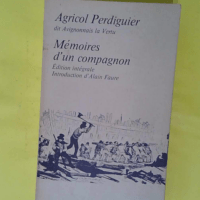 Agricol Perdiguier
dit Avignonnais la Vertu
Mémoires
d'un compagnon
Édition intégrale
Introduction d'Alain Faure